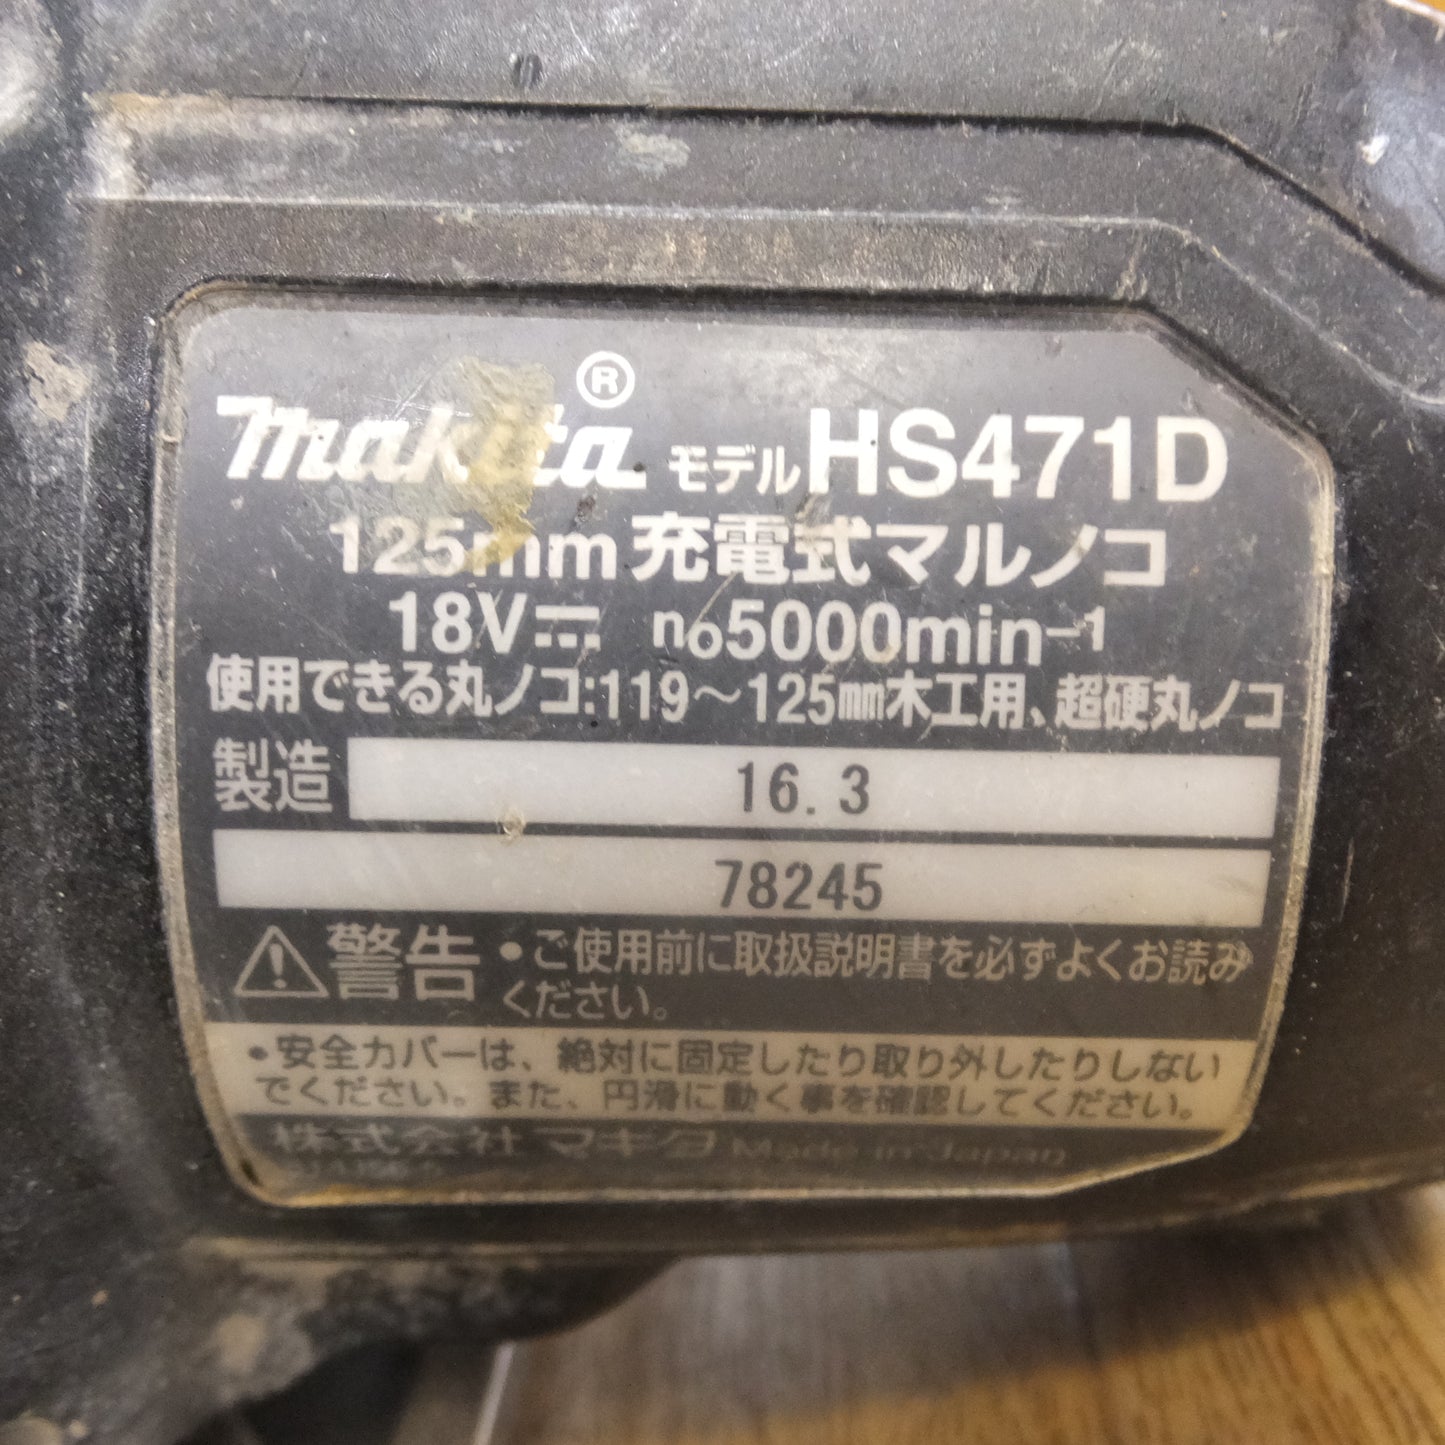 makita® モデル HS471D
125mm 充電式マルノコ
18V⎓ n₀5000min⁻¹
使用できる丸ノコ:119～125mm木工用、超硬丸ノコ
製造 16.3
78245
⚠警告 •ご使用前に取扱説明書を必ずよくお読み
ください。
•安全カバーは、絶対に固定したり取り外したりしない
でください。また、円滑に動く事を確認してください。
株式会社マキタ Made in Japan